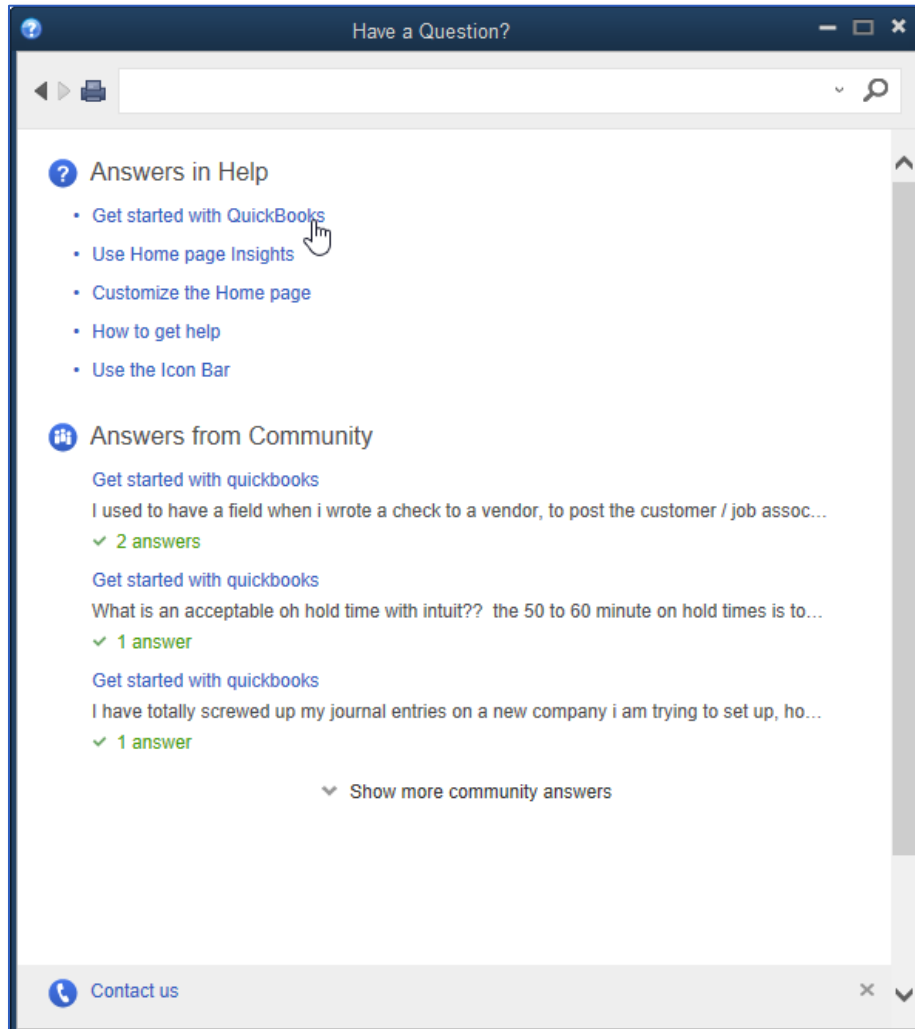 Have a Question?
Answers in Help
• Get started with QuickBooks
• Use Home page Insights
• Customize the Home page
• How to get help
• Use the Icon Bar
Answers from Community
Get started with quickbooks
I used to have a field when i wrote a check to a vendor, to post the customer / job assoc...
2 answers
Get started with quickbooks
What is an acceptable oh hold time with intuit??  the 50 to 60 minute on hold times is to...
1 answer
Get started with quickbooks
I have totally screwed up my journal entries on a new company i am trying to set up, ho...
1 answer
Show more community answers
Contact us